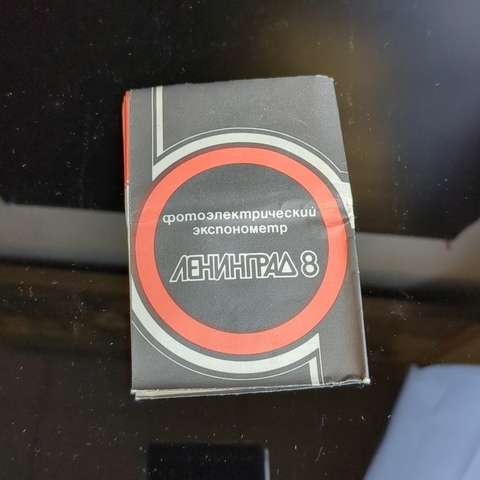 фотоэлектрический
экспонометр
ЛЕНИНГРАД 8